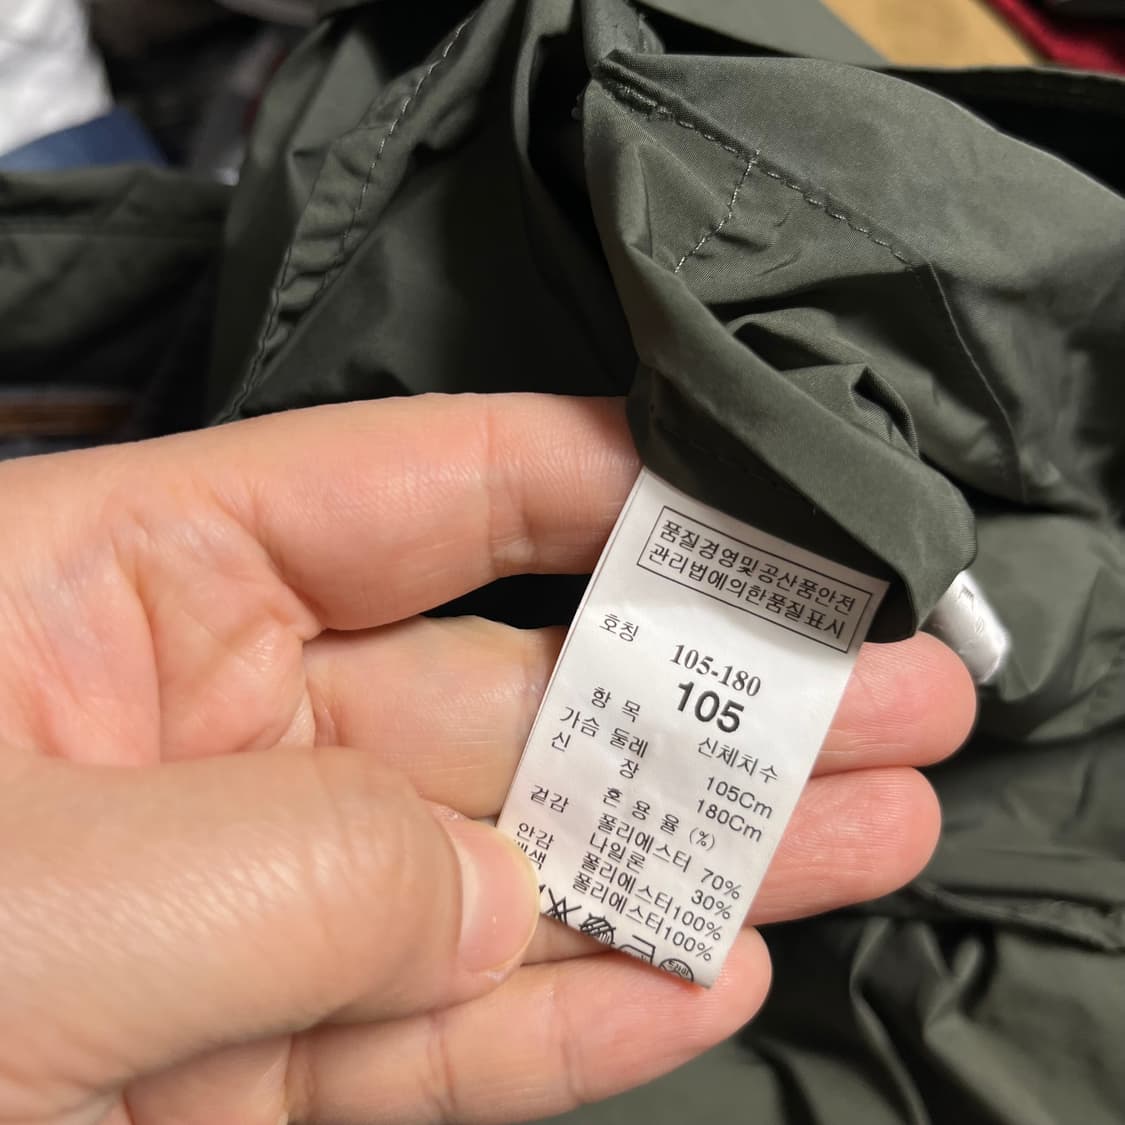 품질경영및공산품안전
관리법에의한품질표시
호칭
105-180
105
항 목 신체치수
가슴 둘레 105Cm
신 장 180Cm
혼 용 율 (%)
겉감 폴리에스터 70%
나일론 30%
안감 폴리에스터100%
배색 폴리에스터100%